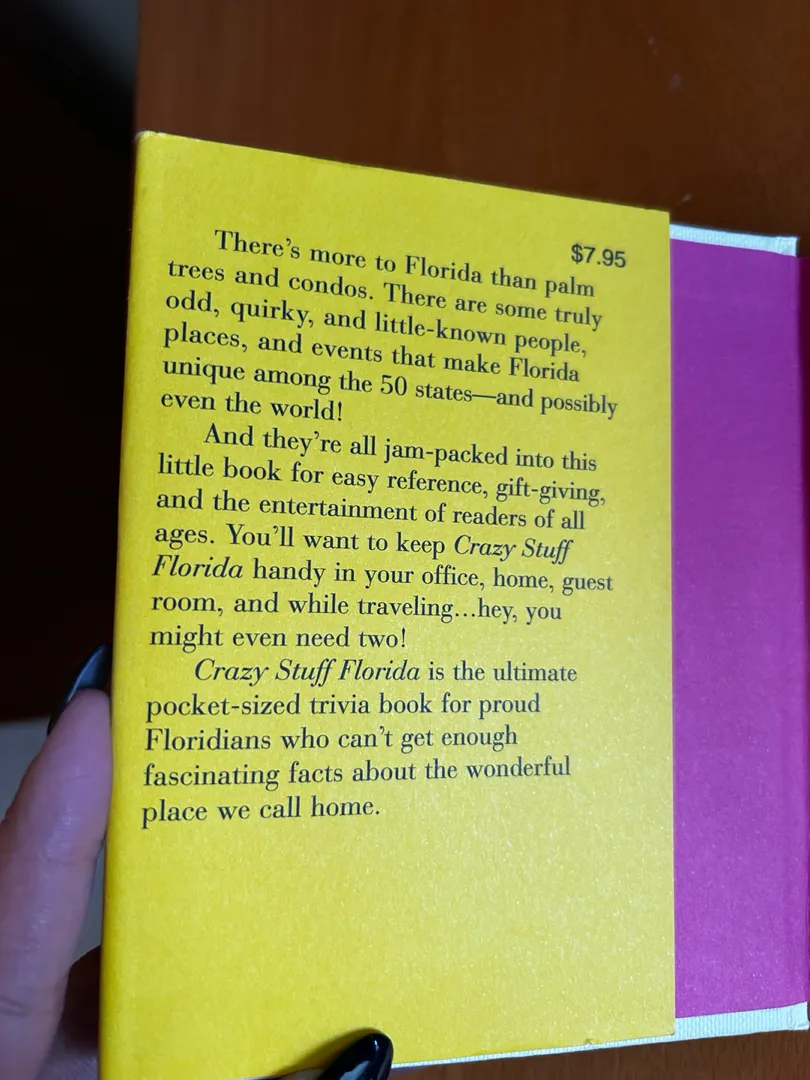 $7.95
There's more to Florida than palm
trees and condos. There are some truly
odd, quirky, and little-known people,
places, and events that make Florida
unique among the 50 states—and possibly
even the world!
And they're all jam-packed into this
little book for easy reference, gift-giving,
and the entertainment of readers of all
ages. You'll want to keep Crazy Stuff
Florida handy in your office, home, guest
room, and while traveling...hey, you
might even need two!
Crazy Stuff Florida is the ultimate
pocket-sized trivia book for proud
Floridians who can't get enough
fascinating facts about the wonderful
place we call home.